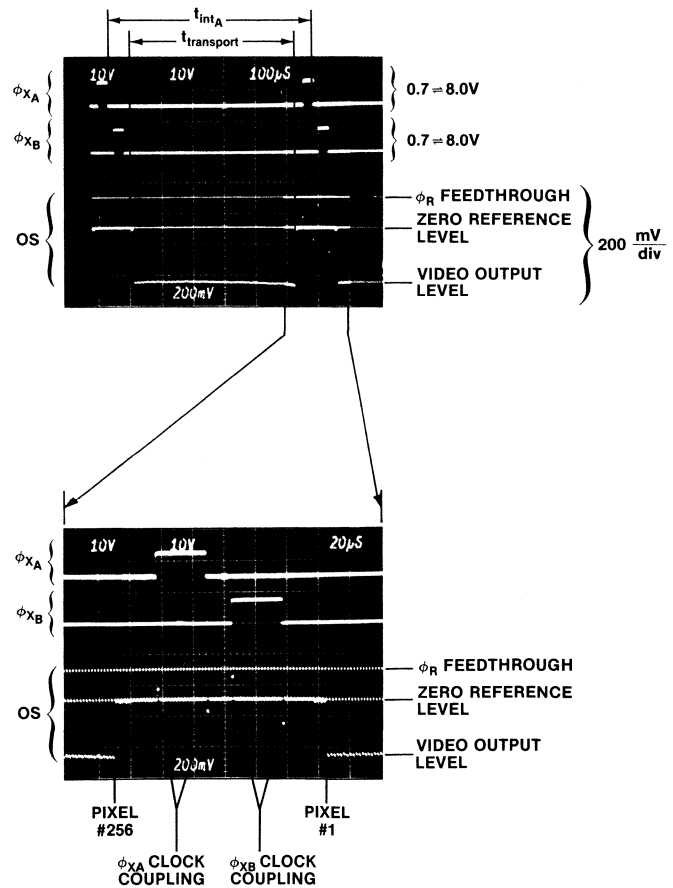 tintA
ttransport
10V 10V 100µS
ϕXA
0.7 ⇌ 8.0V
ϕXB
0.7 ⇌ 8.0V
OS
ϕR FEEDTHROUGH
ZERO REFERENCE
LEVEL
200 mV/div
VIDEO OUTPUT
LEVEL
200mV
10V 10V 20µS
ϕXA
ϕXB
OS
ϕR FEEDTHROUGH
ZERO REFERENCE
LEVEL
VIDEO OUTPUT
LEVEL
200mV
PIXEL
#256
PIXEL
#1
ϕXA CLOCK
COUPLING
ϕXB CLOCK
COUPLING